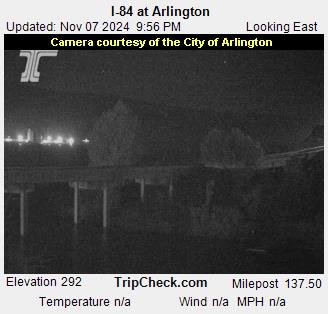 I-84 at Arlington
Updated: Nov 07 2024 9:56 PM Looking East
Camera courtesy of the City of Arlington
Elevation 292 TripCheck.com Milepost 137.50
Temperature n/a Wind n/a MPH n/a